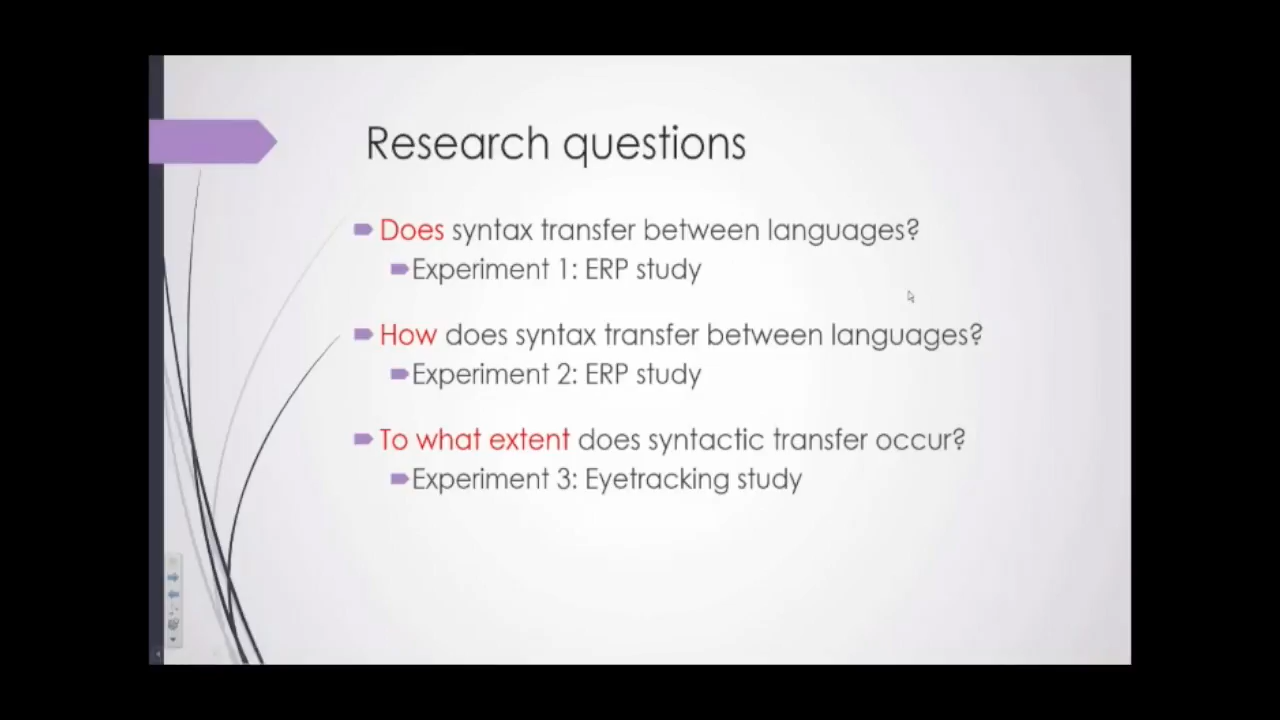 Research questions
Does syntax transfer between languages?
Experiment 1: ERP study
How does syntax transfer between languages?
Experiment 2: ERP study
To what extent does syntactic transfer occur?
Experiment 3: Eyetracking study